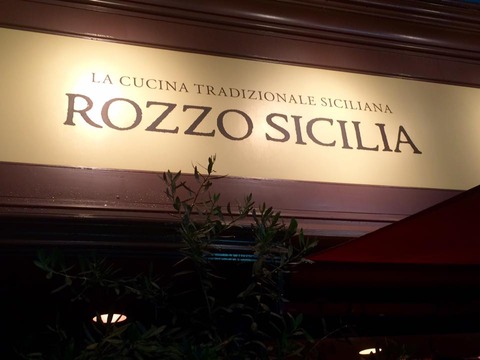 LA CUCINA TRADIZIONALE SICILIANA
ROZZO SICILIA